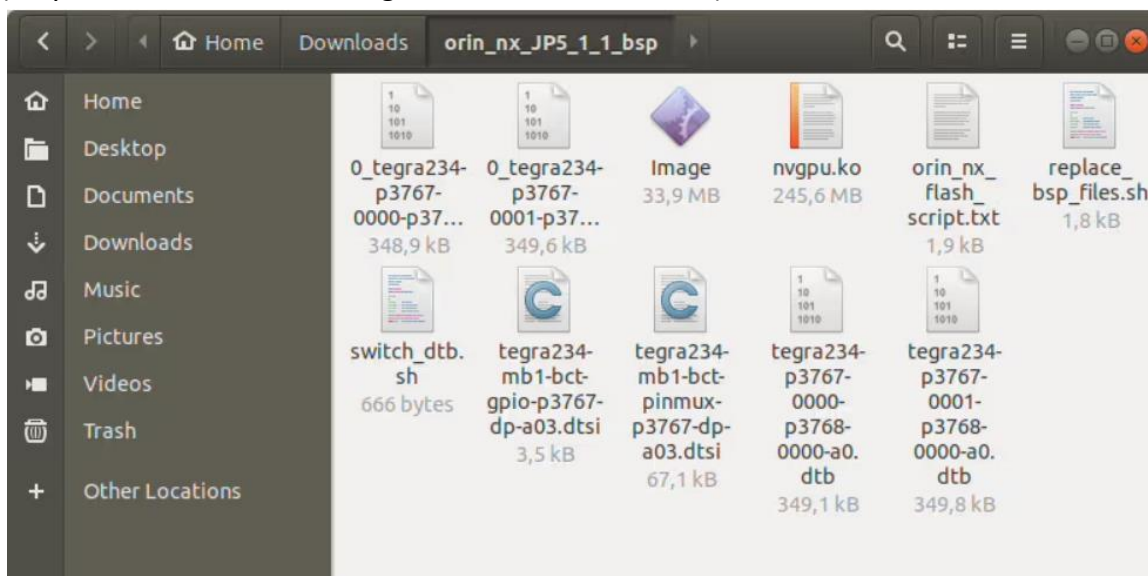 Home
Downloads
orin_nx_JP5_1_1_bsp
Home
Desktop
Documents
Downloads
Music
Pictures
Videos
Trash
Other Locations
1
10
101
1010
0_tegra234-
p3767-
0000-p37...
348,9 kB
1
10
101
1010
0_tegra234-
p3767-
0001-p37...
349,6 kB
Image
33,9 MB
nvgpu.ko
245,6 MB
orin_nx_
flash_
script.txt
1,9 kB
replace_
bsp_files.sh
1,8 kB
switch_dtb.
sh
666 bytes
C
tegra234-
mb1-bct-
gpio-p3767-
dp-a03.dtsi
3,5 kB
C
tegra234-
mb1-bct-
pinmux-
p3767-dp-
a03.dtsi
67,1 kB
1
10
101
1010
tegra234-
p3767-
0000-
p3768-
0000-a0.
dtb
349,1 kB
1
10
101
1010
tegra234-
p3767-
0001-
p3768-
0000-a0.
dtb
349,8 kB